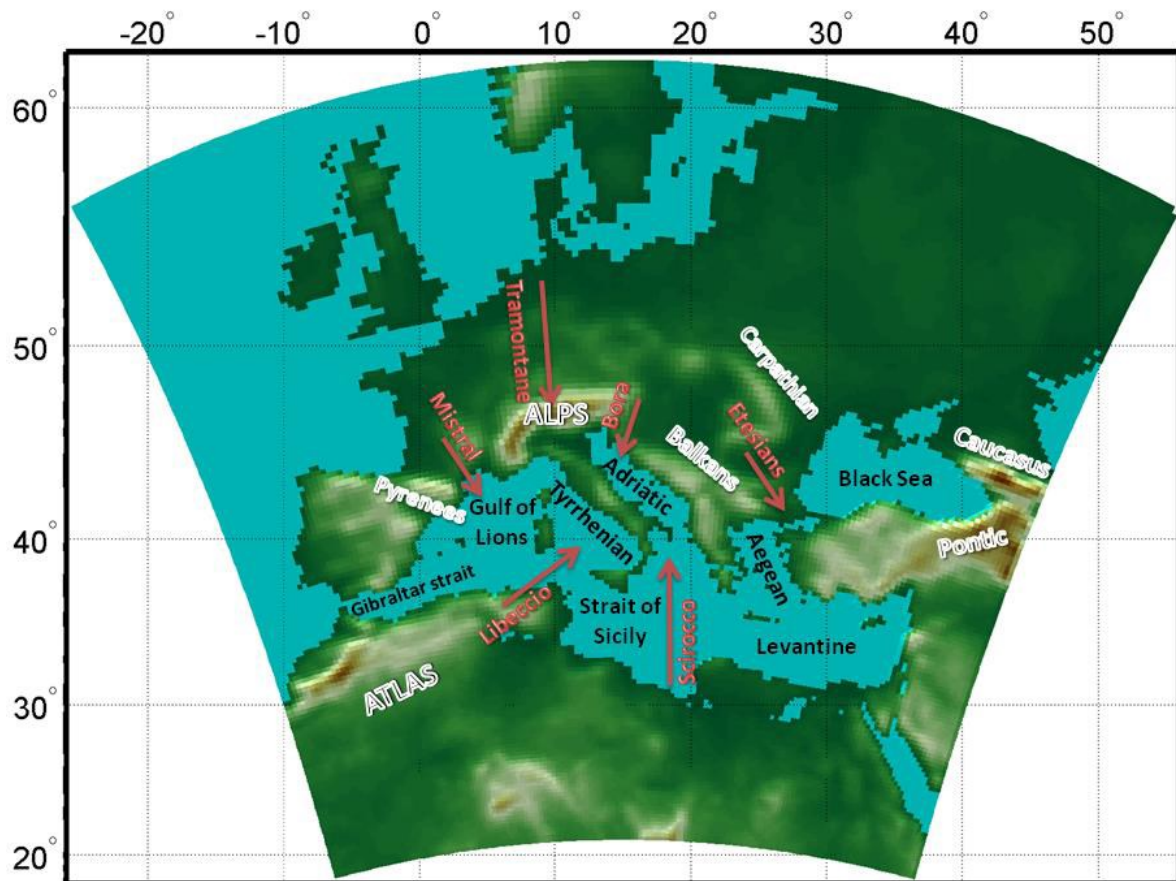 -20° -10° 0° 10° 20° 30° 40° 50°
60°
50°
40°
30°
20°
Tramontane
Carpathian
Mistral
ALPS
Bora
Etesians
Balkans
Caucasus
Pyrenees
Adriatic
Black Sea
Gulf of
Lions
Tyrrhenian
Pontic
Aegean
Gibraltar strait
Libeccio
Strait of
Sicily
Scirocco
Levantine
ATLAS